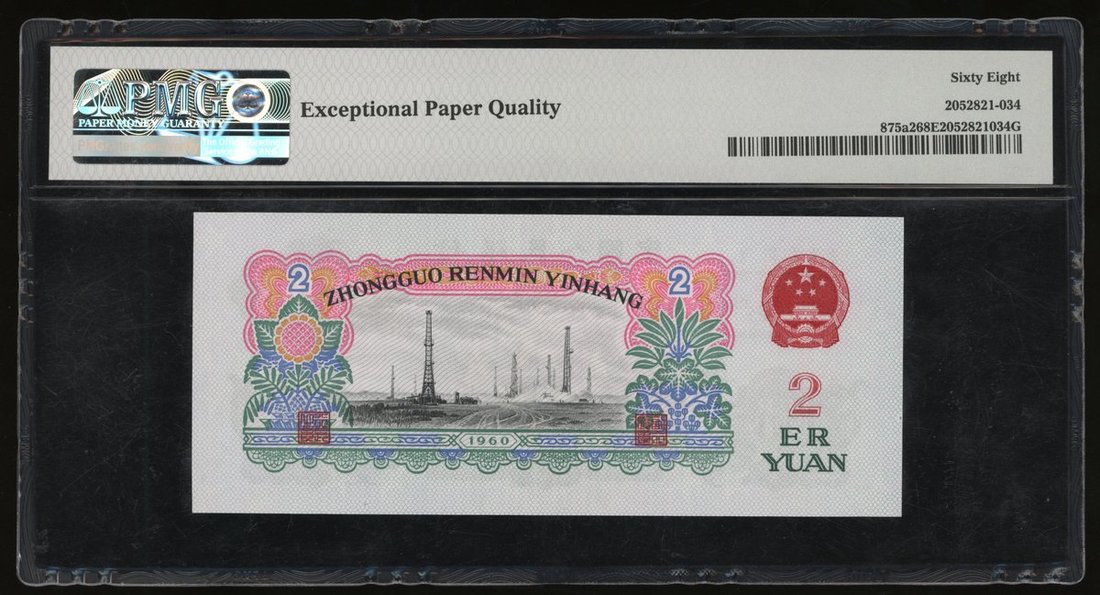 PMG
PAPER MONEY GUARANTY
Exceptional Paper Quality
Sixty Eight
2052821-034
875a268E2052821034G
2
ZHONGGUO RENMIN YINHANG
2
1960
2
ER
YUAN